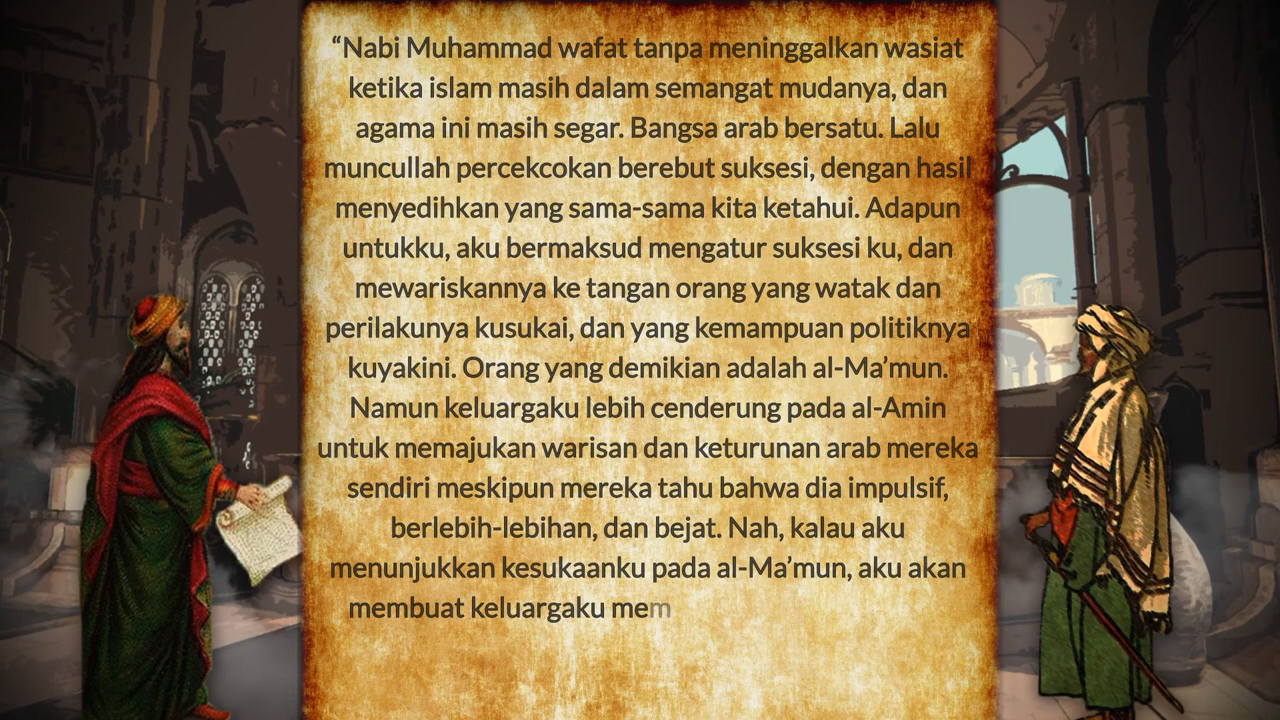 “Nabi Muhammad wafat tanpa meninggalkan wasiat
ketika islam masih dalam semangat mudanya, dan
agama ini masih segar. Bangsa arab bersatu. Lalu
muncullah percekcokan berebut suksesi, dengan hasil
menyedihkan yang sama-sama kita ketahui. Adapun
untukku, aku bermaksud mengatur suksesi ku, dan
mewariskannya ke tangan orang yang watak dan
perilakunya kusukai, dan yang kemampuan politiknya
kuyakini. Orang yang demikian adalah al-Ma’mun.
Namun keluargaku lebih cenderung pada al-Amin
untuk memajukan warisan dan keturunan arab mereka
sendiri meskipun mereka tahu bahwa dia impulsif,
berlebih-lebihan, dan bejat. Nah, kalau aku
menunjukkan kesukaanku pada al-Ma’mun, aku akan
membuat keluargaku mem